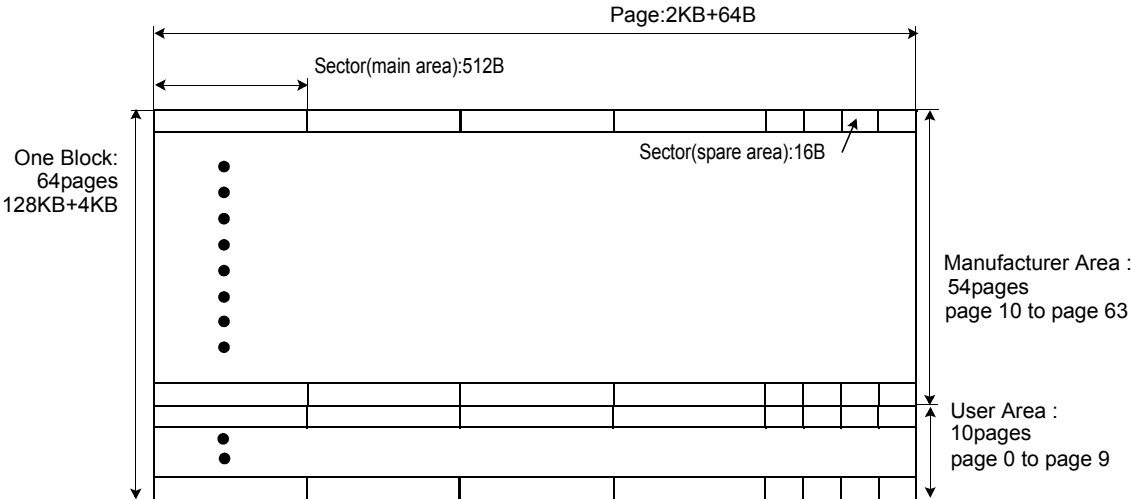 Page:2KB+64B
Sector(main area):512B
One Block:
64pages
128KB+4KB
Sector(spare area):16B
Manufacturer Area :
54pages
page 10 to page 63
User Area :
10pages
page 0 to page 9